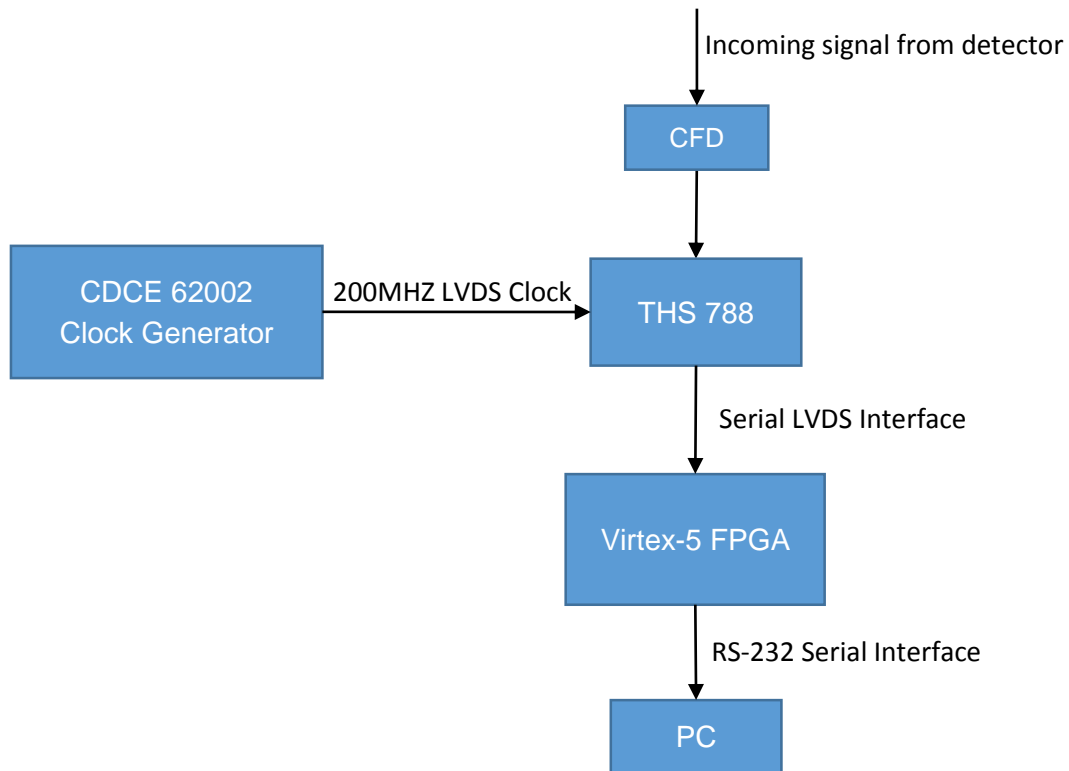 Incoming signal from detector
CFD
CDCE 62002
Clock Generator
200MHZ LVDS Clock
THS 788
Serial LVDS Interface
Virtex-5 FPGA
RS-232 Serial Interface
PC